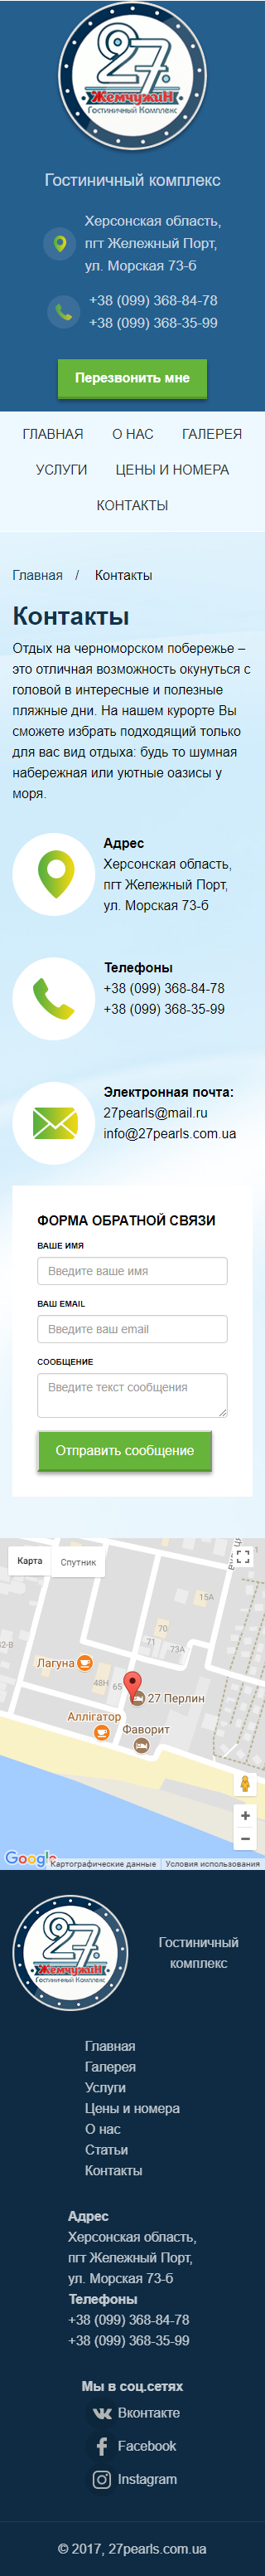 27
Жемчужин
Гостиничный Комплекс
Гостиничный комплекс
Херсонская область,
пгт Железный Порт,
ул. Морская 73-б
+38 (099) 368-84-78
+38 (099) 368-35-99
Перезвонить мне
ГЛАВНАЯ О НАС ГАЛЕРЕЯ
УСЛУГИ ЦЕНЫ И НОМЕРА
КОНТАКТЫ
Главная / Контакты
Контакты
Отдых на черноморском побережье –
это отличная возможность окунуться с
головой в интересные и полезные
пляжные дни. На нашем курорте Вы
сможете избрать подходящий только
для вас вид отдыха: будь то шумная
набережная или уютные оазисы у
моря.
Адрес
Херсонская область,
пгт Железный Порт,
ул. Морская 73-б
Телефоны
+38 (099) 368-84-78
+38 (099) 368-35-99
Электронная почта:
27pearls@mail.ru
info@27pearls.com.ua
ФОРМА ОБРАТНОЙ СВЯЗИ
ВАШЕ ИМЯ
Введите ваше имя
ВАШ EMAIL
Введите ваш email
СООБЩЕНИЕ
Введите текст сообщения
Отправить сообщение
Карта Спутник
15А
71
73А
42-В
Лагуна
48Н
65
27 Перлин
Аллігатор
Фаворит
Google
Картографические данные Условия использования
27
Жемчужин
Гостиничный Комплекс
Гостиничный
комплекс
Главная
Галерея
Услуги
Цены и номера
О нас
Статьи
Контакты
Адрес
Херсонская область,
пгт Железный Порт,
ул. Морская 73-б
Телефоны
+38 (099) 368-84-78
+38 (099) 368-35-99
Мы в соц.сетях
Вконтакте
Facebook
Instagram
© 2017, 27pearls.com.ua